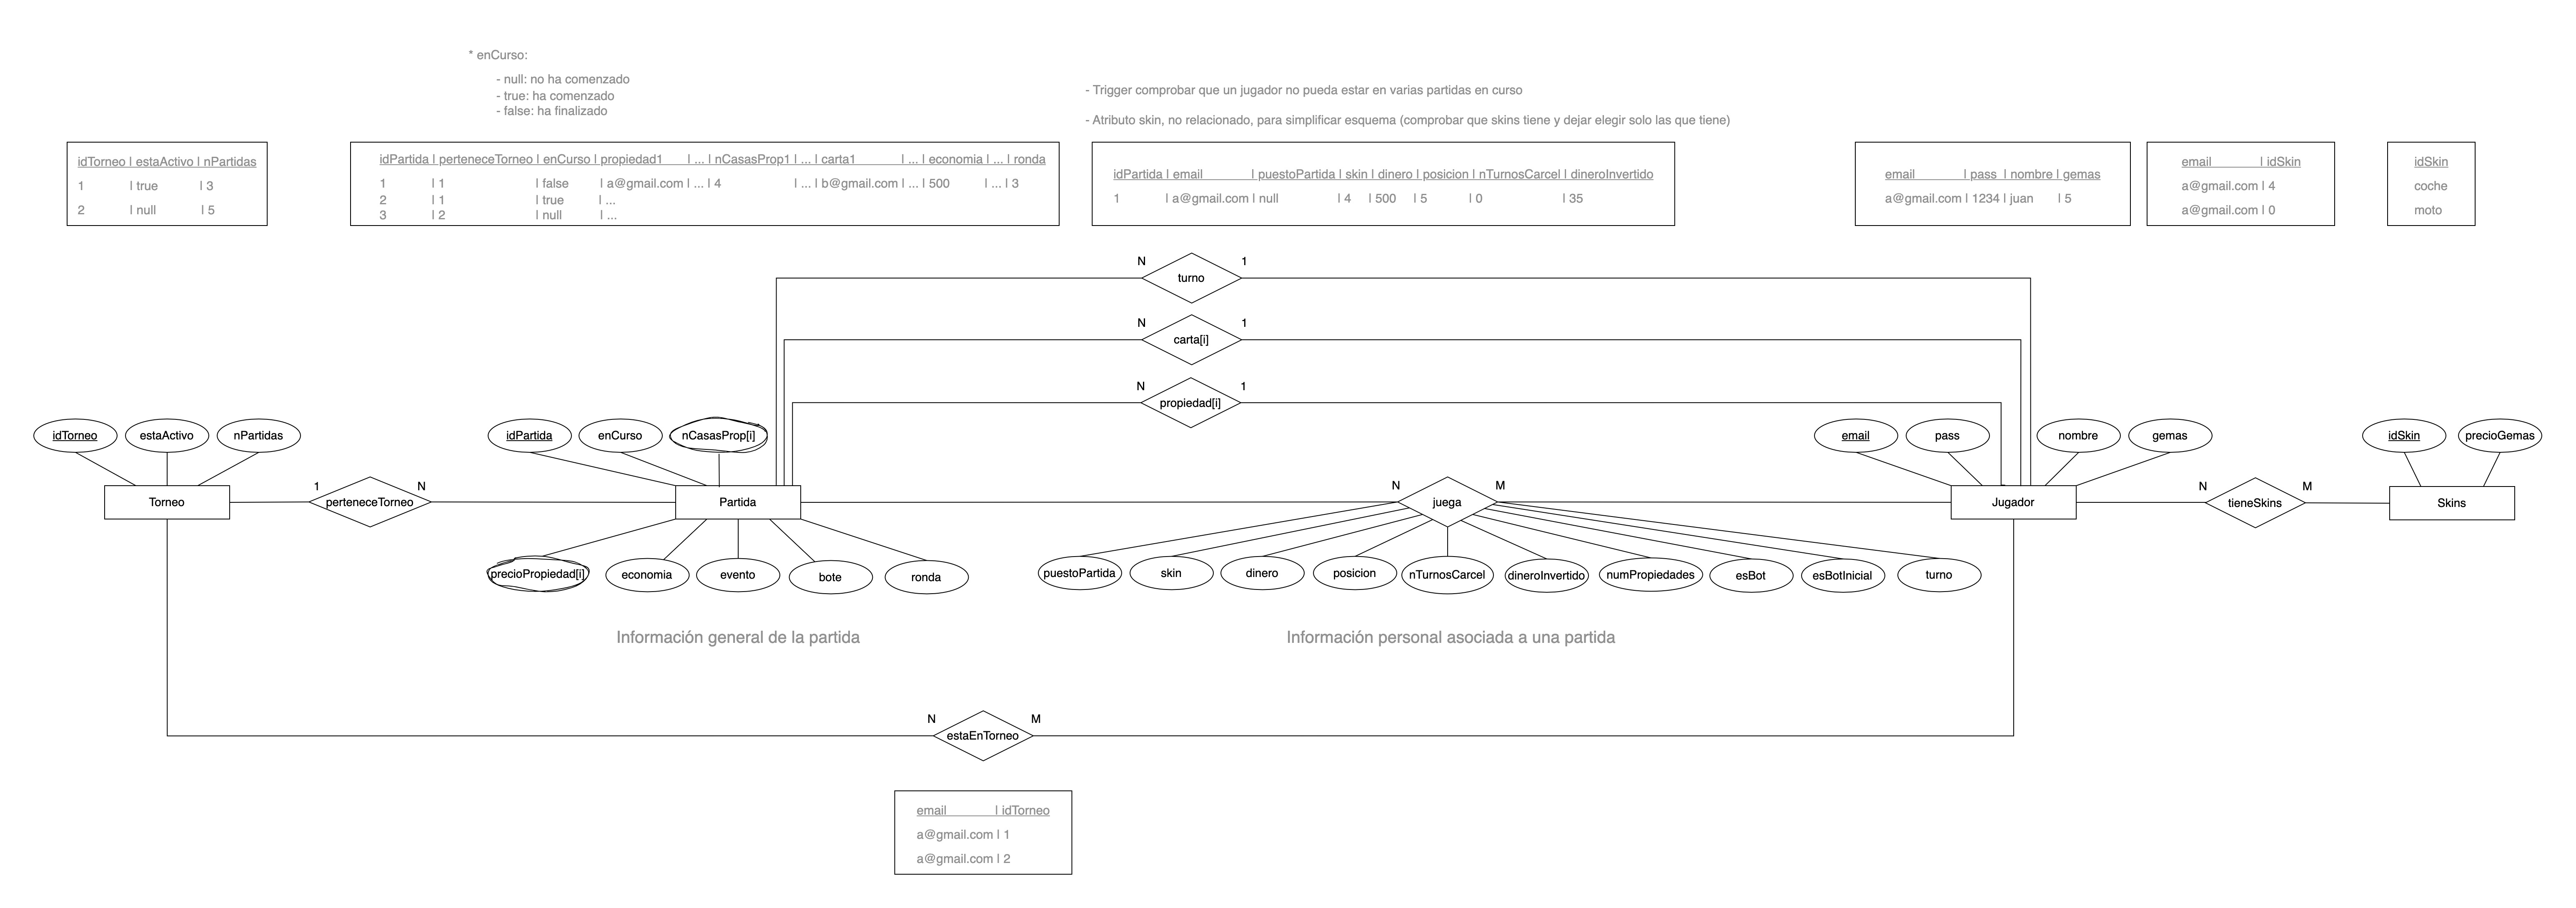 * enCurso:
- null: no ha comenzado
- true: ha comenzado
- false: ha finalizado
- Trigger comprobar que un jugador no pueda estar en varias partidas en curso
- Atributo skin, no relacionado, para simplificar esquema (comprobar que skins tiene y dejar elegir solo las que tiene)
idTorneo | estaActivo | nPartidas
1 | true | 3
2 | null | 5
idPartida | perteneceTorneo | enCurso | propiedad1 | ... | nCasasProp1 | ... | carta1 | ... | economia | ... | ronda
1 | 1 | false | a@gmail.com | ... | 4 | ... | b@gmail.com | ... | 500 | ... | 3
2 | 1 | true | ...
3 | 2 | null | ...
idPartida | email | puestoPartida | skin | dinero | posicion | nTurnosCarcel | dineroInvertido
1 | a@gmail.com | null | 4 | 500 | 5 | 0 | 35
email | pass | nombre | gemas
a@gmail.com | 1234 | juan | 5
email | idSkin
a@gmail.com | 4
a@gmail.com | 0
idSkin
coche
moto
N turno 1
N carta[i] 1
N propiedad[i] 1
idTorneo estaActivo nPartidas
idPartida enCurso nCasasProp[i]
email pass nombre gemas
idSkin precioGemas
Torneo 1 perteneceTorneo N Partida N juega M Jugador N tieneSkins M Skins
precioPropiedad[i] economia evento bote ronda
puestoPartida skin dinero posicion nTurnosCarcel dineroInvertido numPropiedades esBot esBotInicial turno
Información general de la partida
Información personal asociada a una partida
N estaEnTorneo M
email | idTorneo
a@gmail.com | 1
a@gmail.com | 2